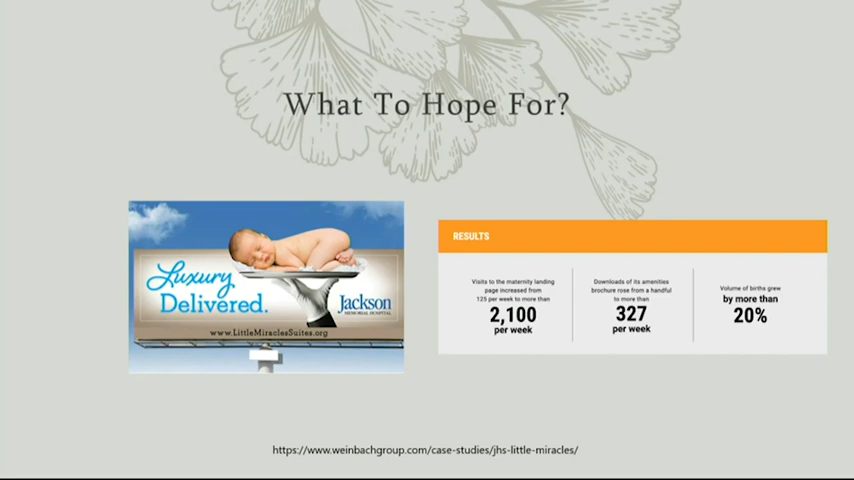 What To Hope For?
Luxury
Delivered.
Jackson
MEMORIAL HOSPITAL
www.LittleMiraclesSuites.org
RESULTS
Visits to the maternity landing
page increased from
125 per week to more than
2,100
per week
Downloads of its amenities
brochure rose from a handful
to more than
327
per week
Volume of births grew
by more than
20%
https://www.weinbachgroup.com/case-studies/jhs-little-miracles/